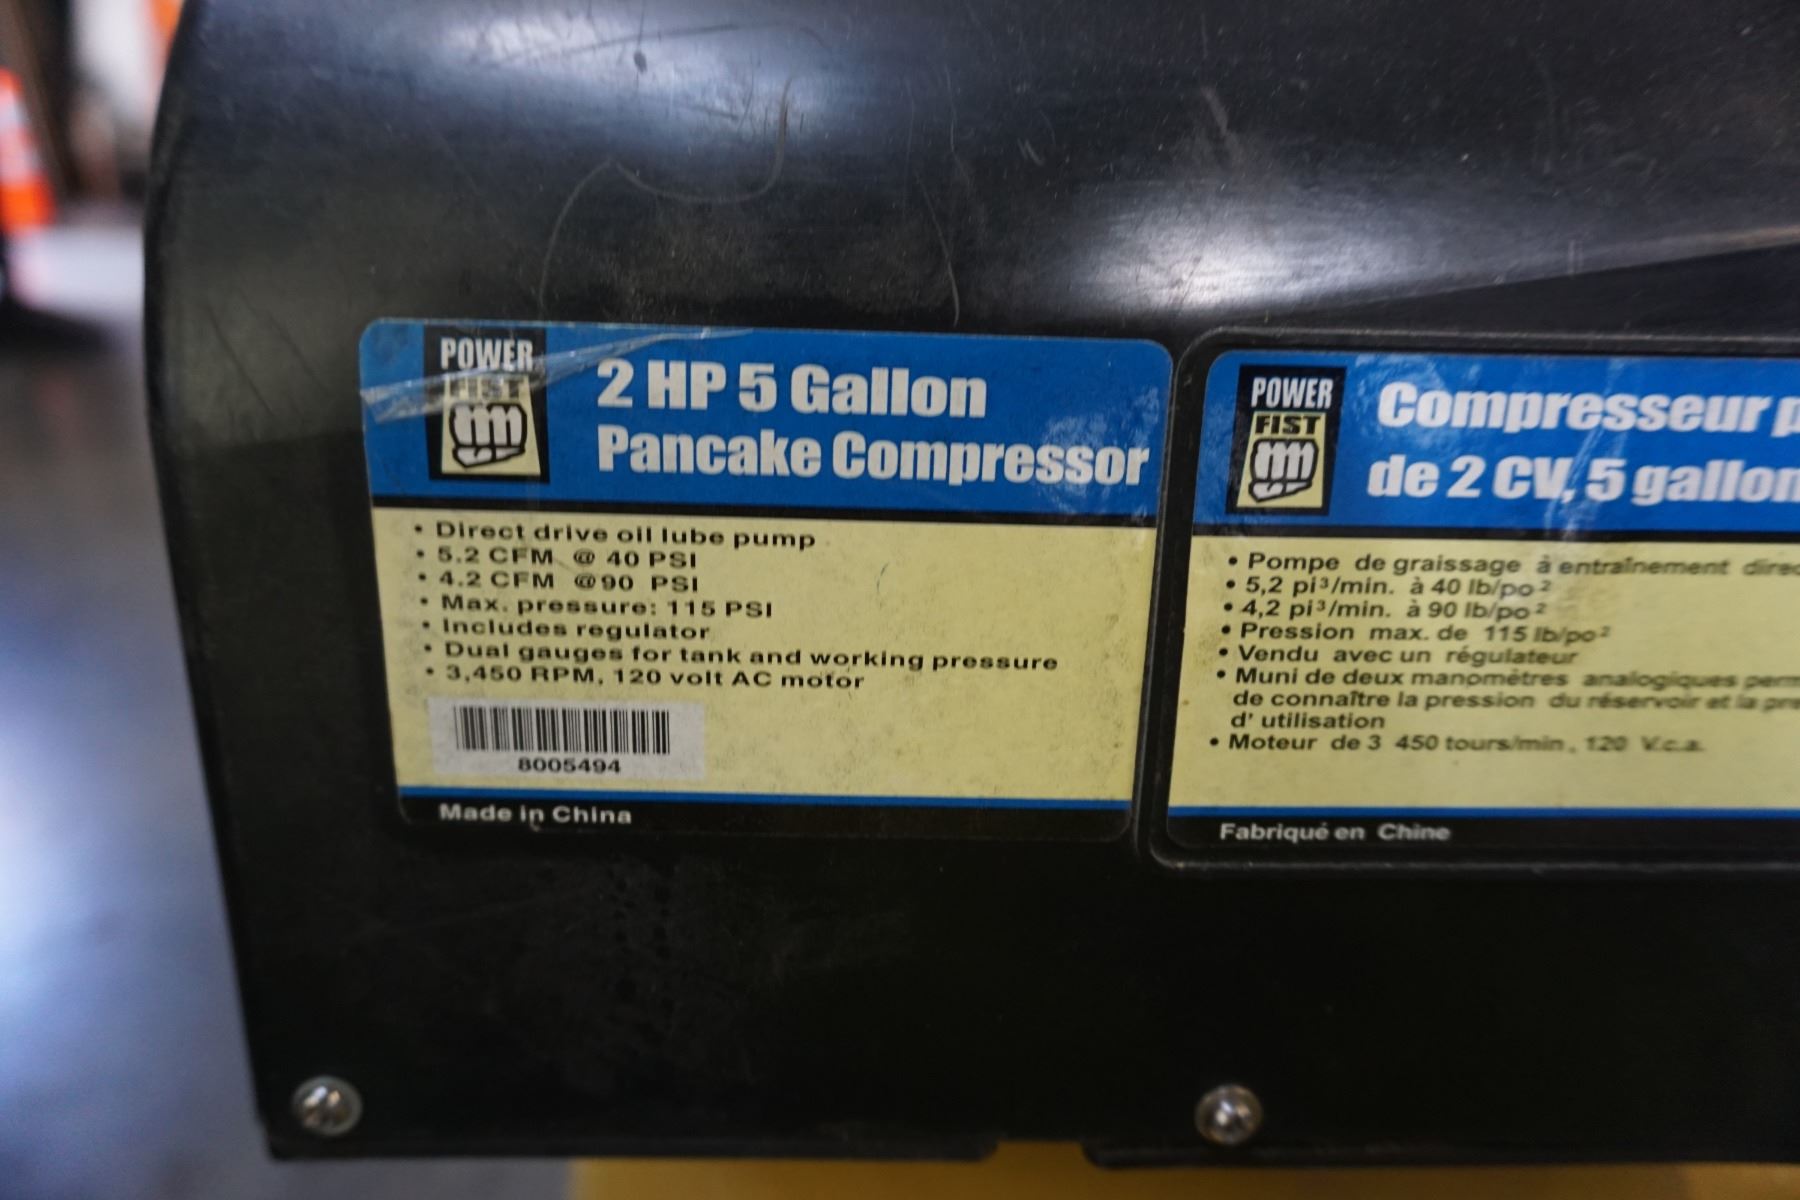 POWER
FIST
2 HP 5 Gallon
Pancake Compressor
• Direct drive oil lube pump
• 5.2 CFM @ 40 PSI
• 4.2 CFM @90 PSI
• Max. pressure: 115 PSI
• Includes regulator
• Dual gauges for tank and working pressure
• 3,450 RPM, 120 volt AC motor
8005494
Made in China
POWER
FIST
Compresseur p
de 2 CV, 5 gallon
• Pompe de graissage à entraînement direc
• 5,2 pi³/min. à 40 lb/po²
• 4,2 pi³/min. à 90 lb/po²
• Pression max. de 115 lb/po²
• Vendu avec un régulateur
• Muni de deux manomètres analogiques perm
de connaître la pression du réservoir et la pre
d' utilisation
• Moteur de 3 450 tours/min, 120 V.c.a.
Fabriqué en Chine